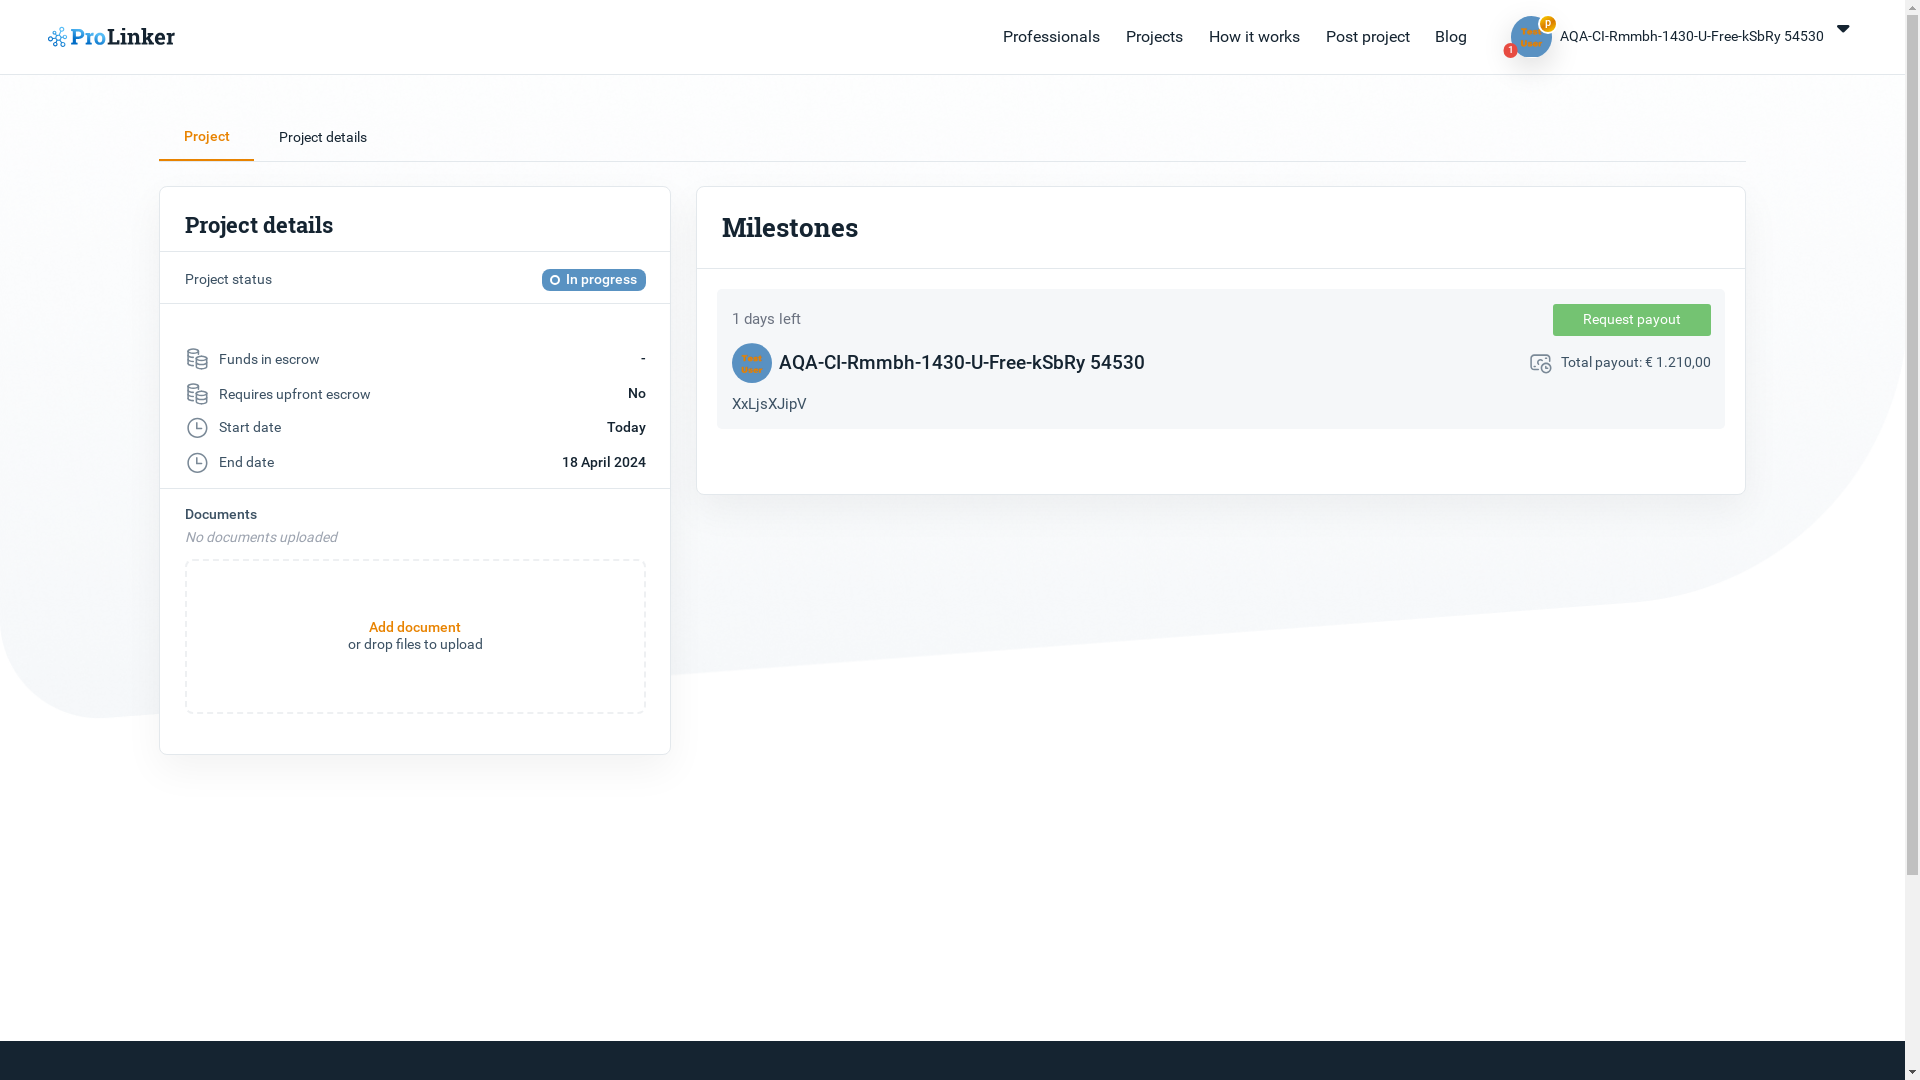 ProLinker
Professionals
Projects
How it works
Post project
Blog
p
1
Test
User
AQA-CI-Rmmbh-1430-U-Free-kSbRy 54530
Project
Project details
Project details
Project status
In progress
Funds in escrow
-
Requires upfront escrow
No
Start date
Today
End date
18 April 2024
Documents
No documents uploaded
Add document
or drop files to upload
Milestones
1 days left
Request payout
Test
User
AQA-CI-Rmmbh-1430-U-Free-kSbRy 54530
Total payout: € 1.210,00
XxLjsXJipV